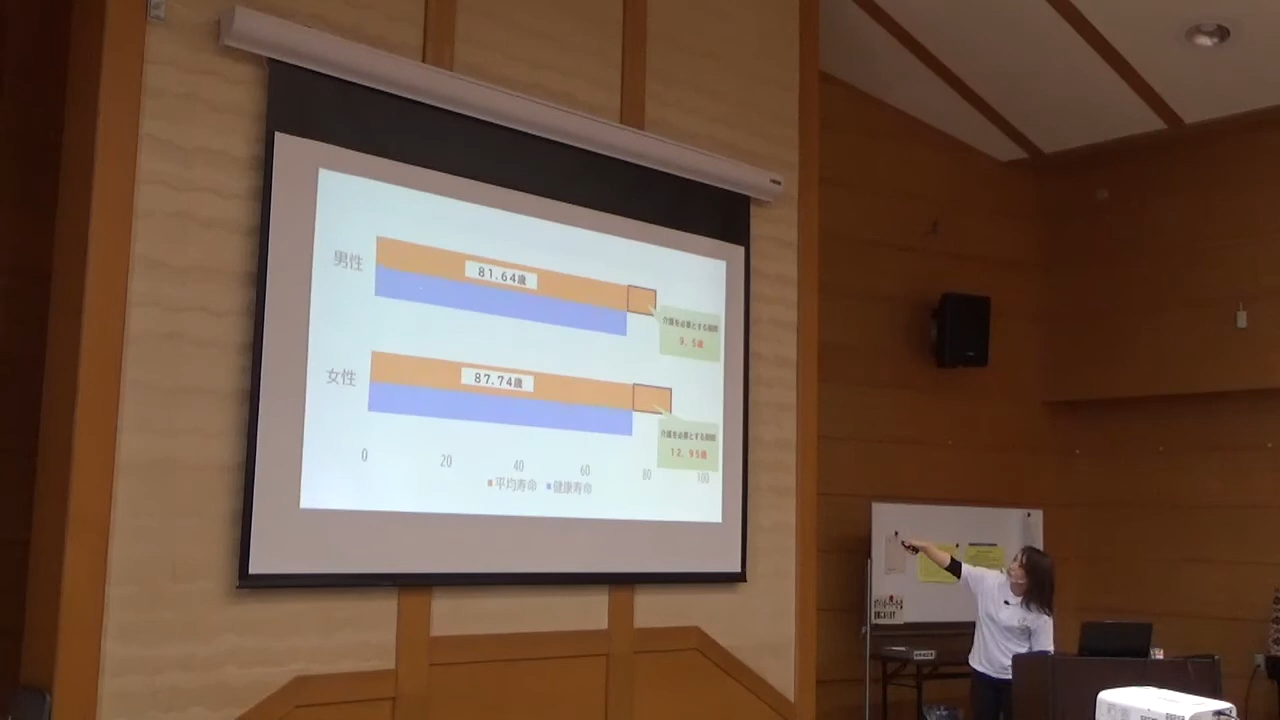 男性
81.64歳
介護を必要とする期間
9.5歳
女性
87.74歳
介護を必要とする期間
12.95歳
0 20 40 60 80 100
平均寿命 健康寿命